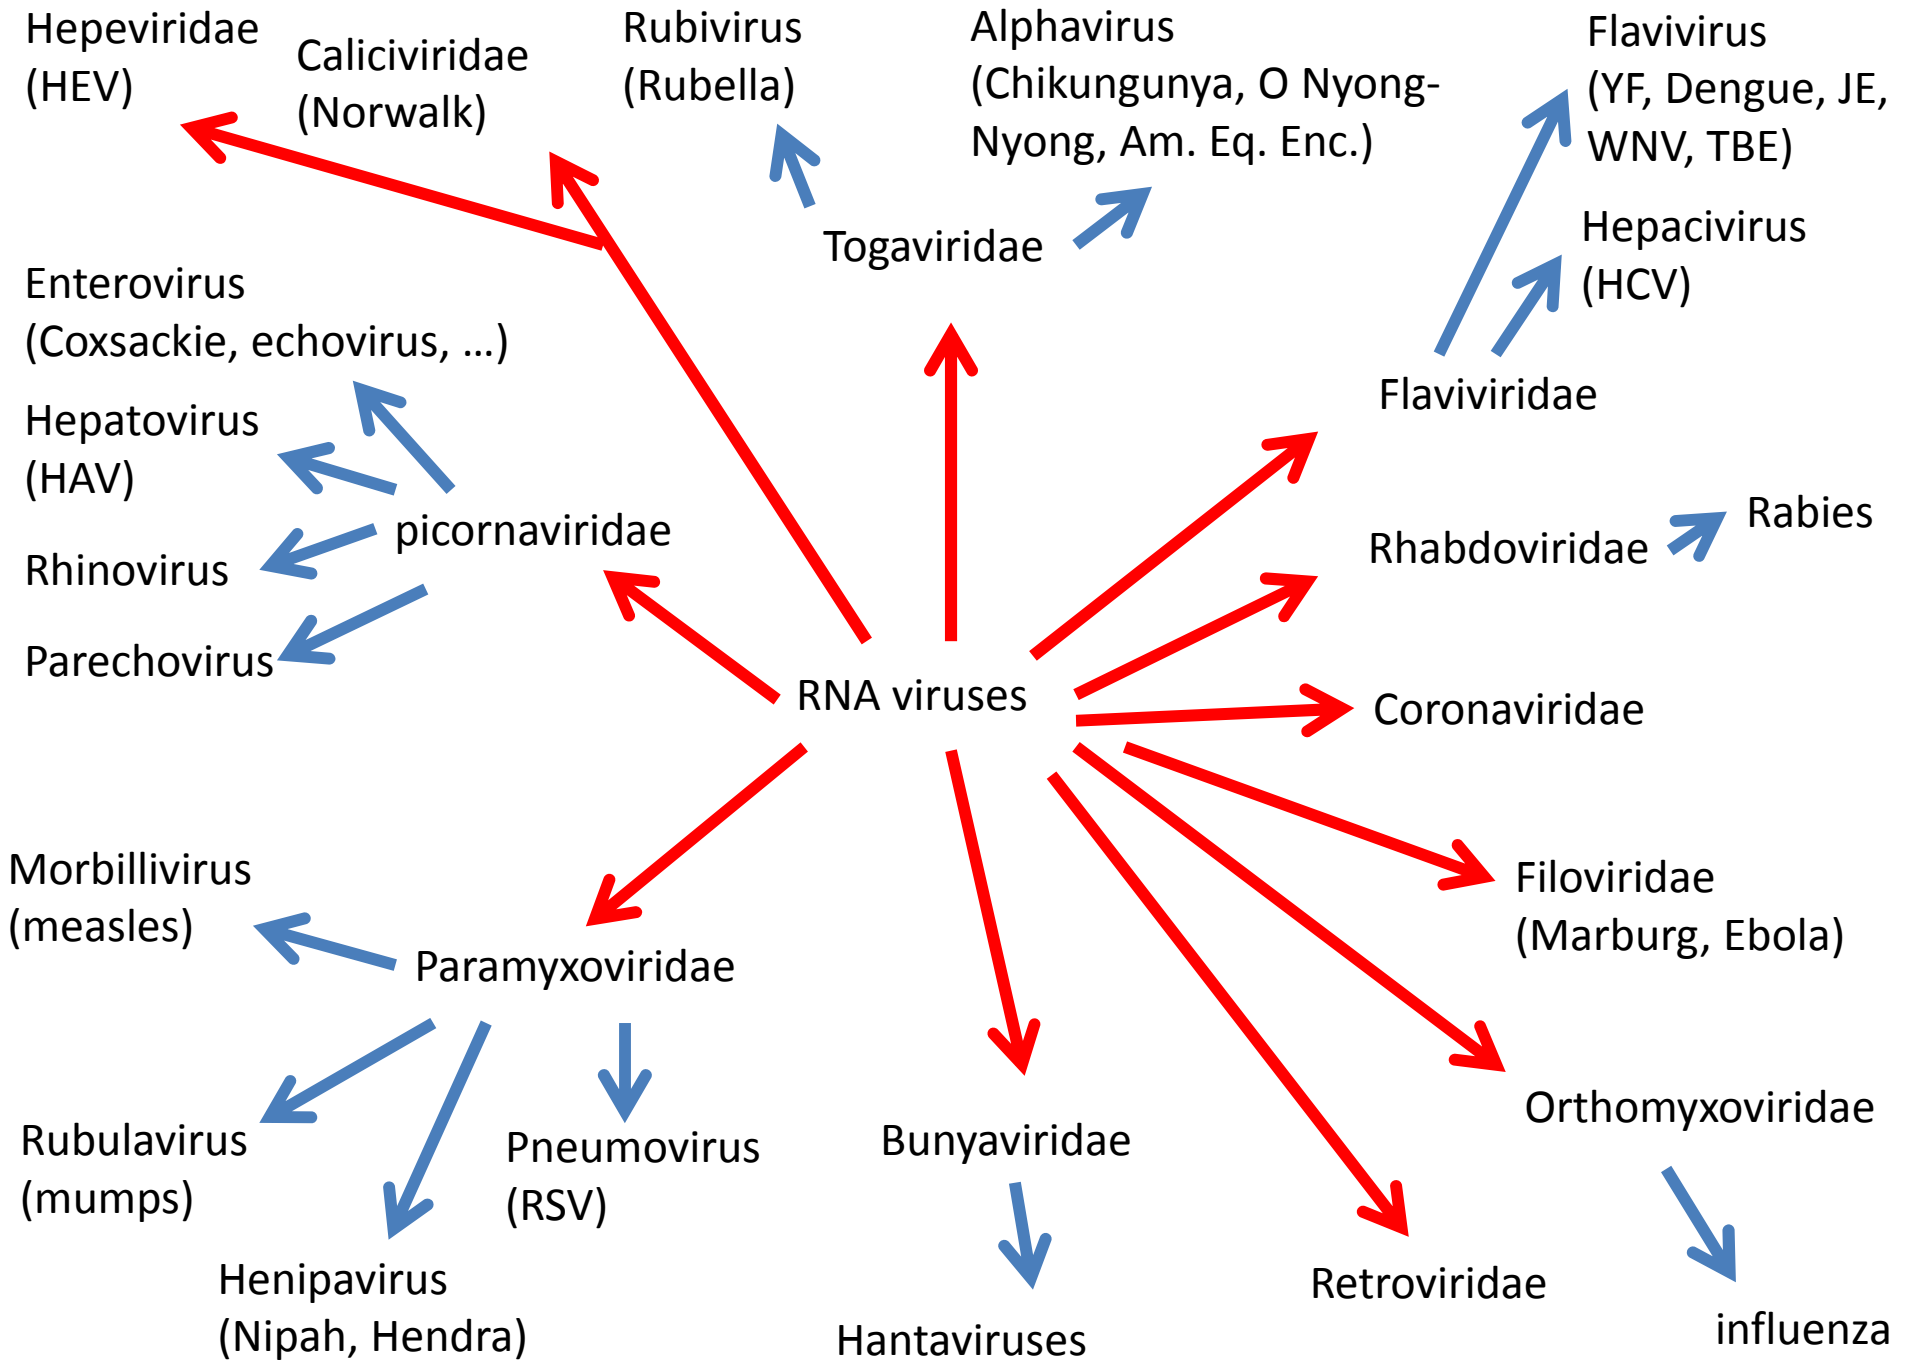 Hepeviridae
(HEV)
Caliciviridae
(Norwalk)
Rubivirus
(Rubella)
Alphavirus
(Chikungunya, O Nyong-
Nyong, Am. Eq. Enc.)
Flavivirus
(YF, Dengue, JE,
WNV, TBE)
Togaviridae
Hepacivirus
(HCV)
Enterovirus
(Coxsackie, echovirus, ...)
Flaviviridae
Hepatovirus
(HAV)
picornaviridae
Rhabdoviridae
Rabies
Rhinovirus
Parechovirus
RNA viruses
Coronaviridae
Morbillivirus
(measles)
Filoviridae
(Marburg, Ebola)
Paramyxoviridae
Orthomyxoviridae
Rubulavirus
(mumps)
Pneumovirus
(RSV)
Bunyaviridae
Henipavirus
(Nipah, Hendra)
Retroviridae
Hantaviruses
influenza